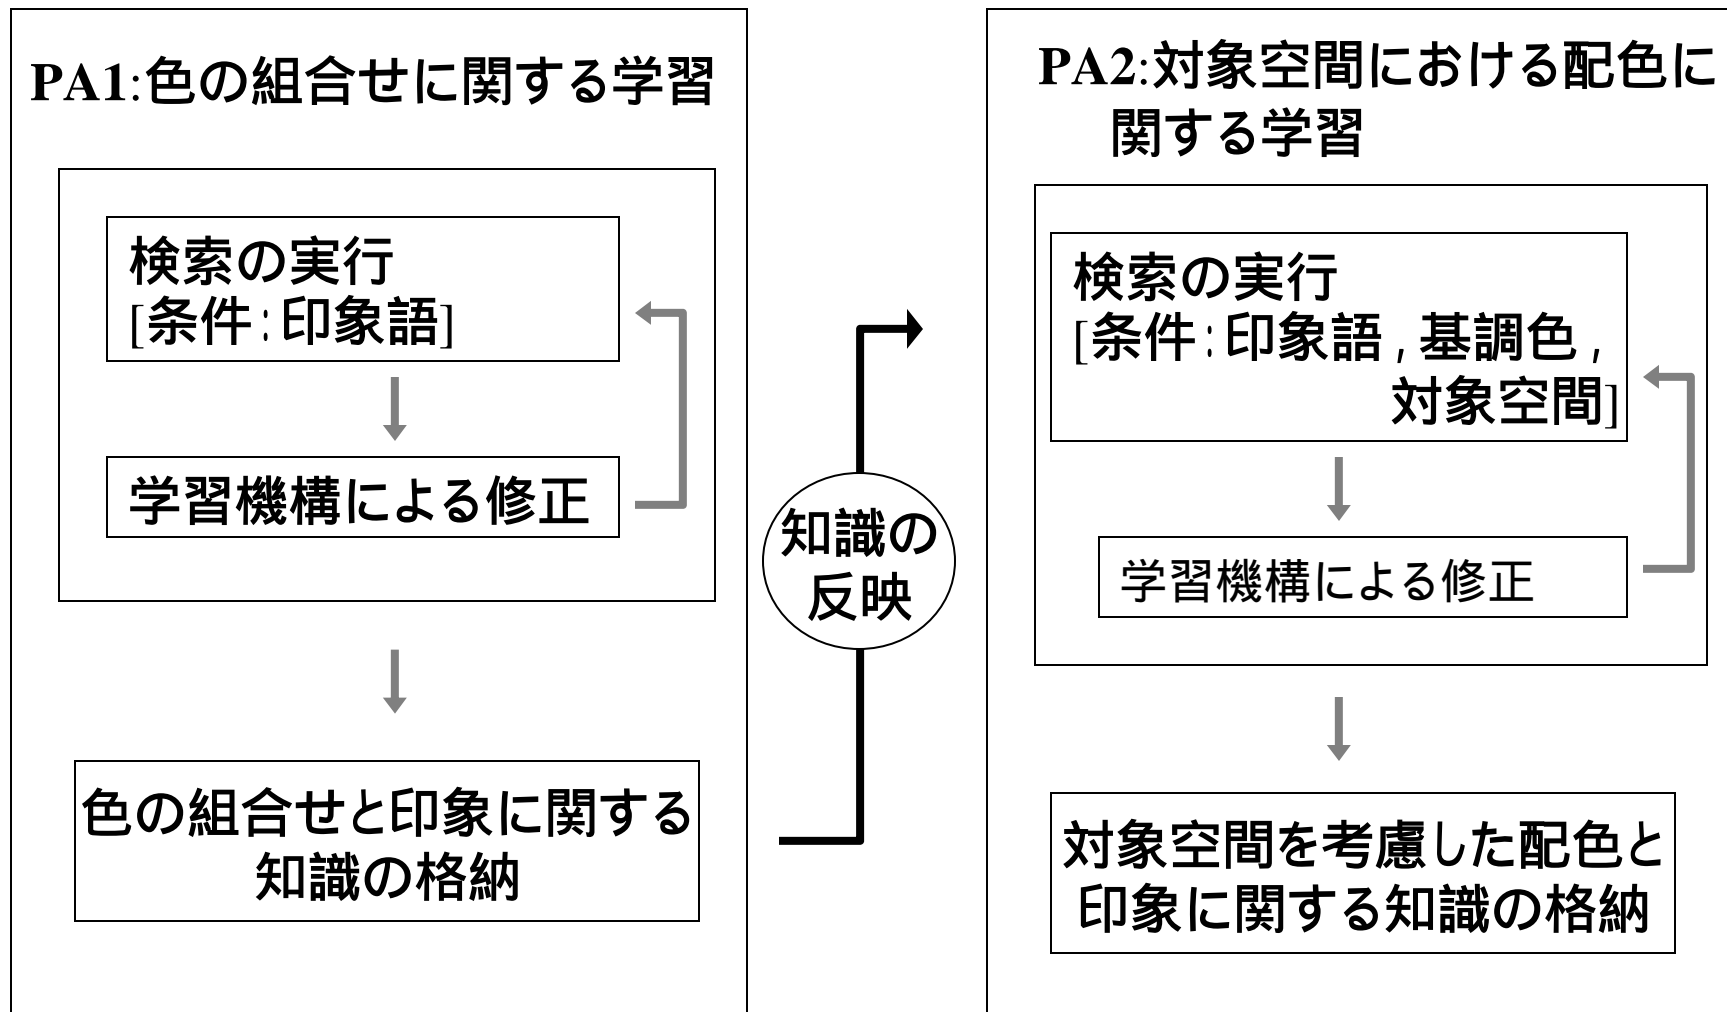 PA1:色の組合せに関する学習
検索の実行
[条件:印象語]
学習機構による修正
色の組合せと印象に関する
知識の格納
知識の
反映
PA2:対象空間における配色に
関する学習
検索の実行
[条件:印象語,基調色,
対象空間]
学習機構による修正
対象空間を考慮した配色と
印象に関する知識の格納